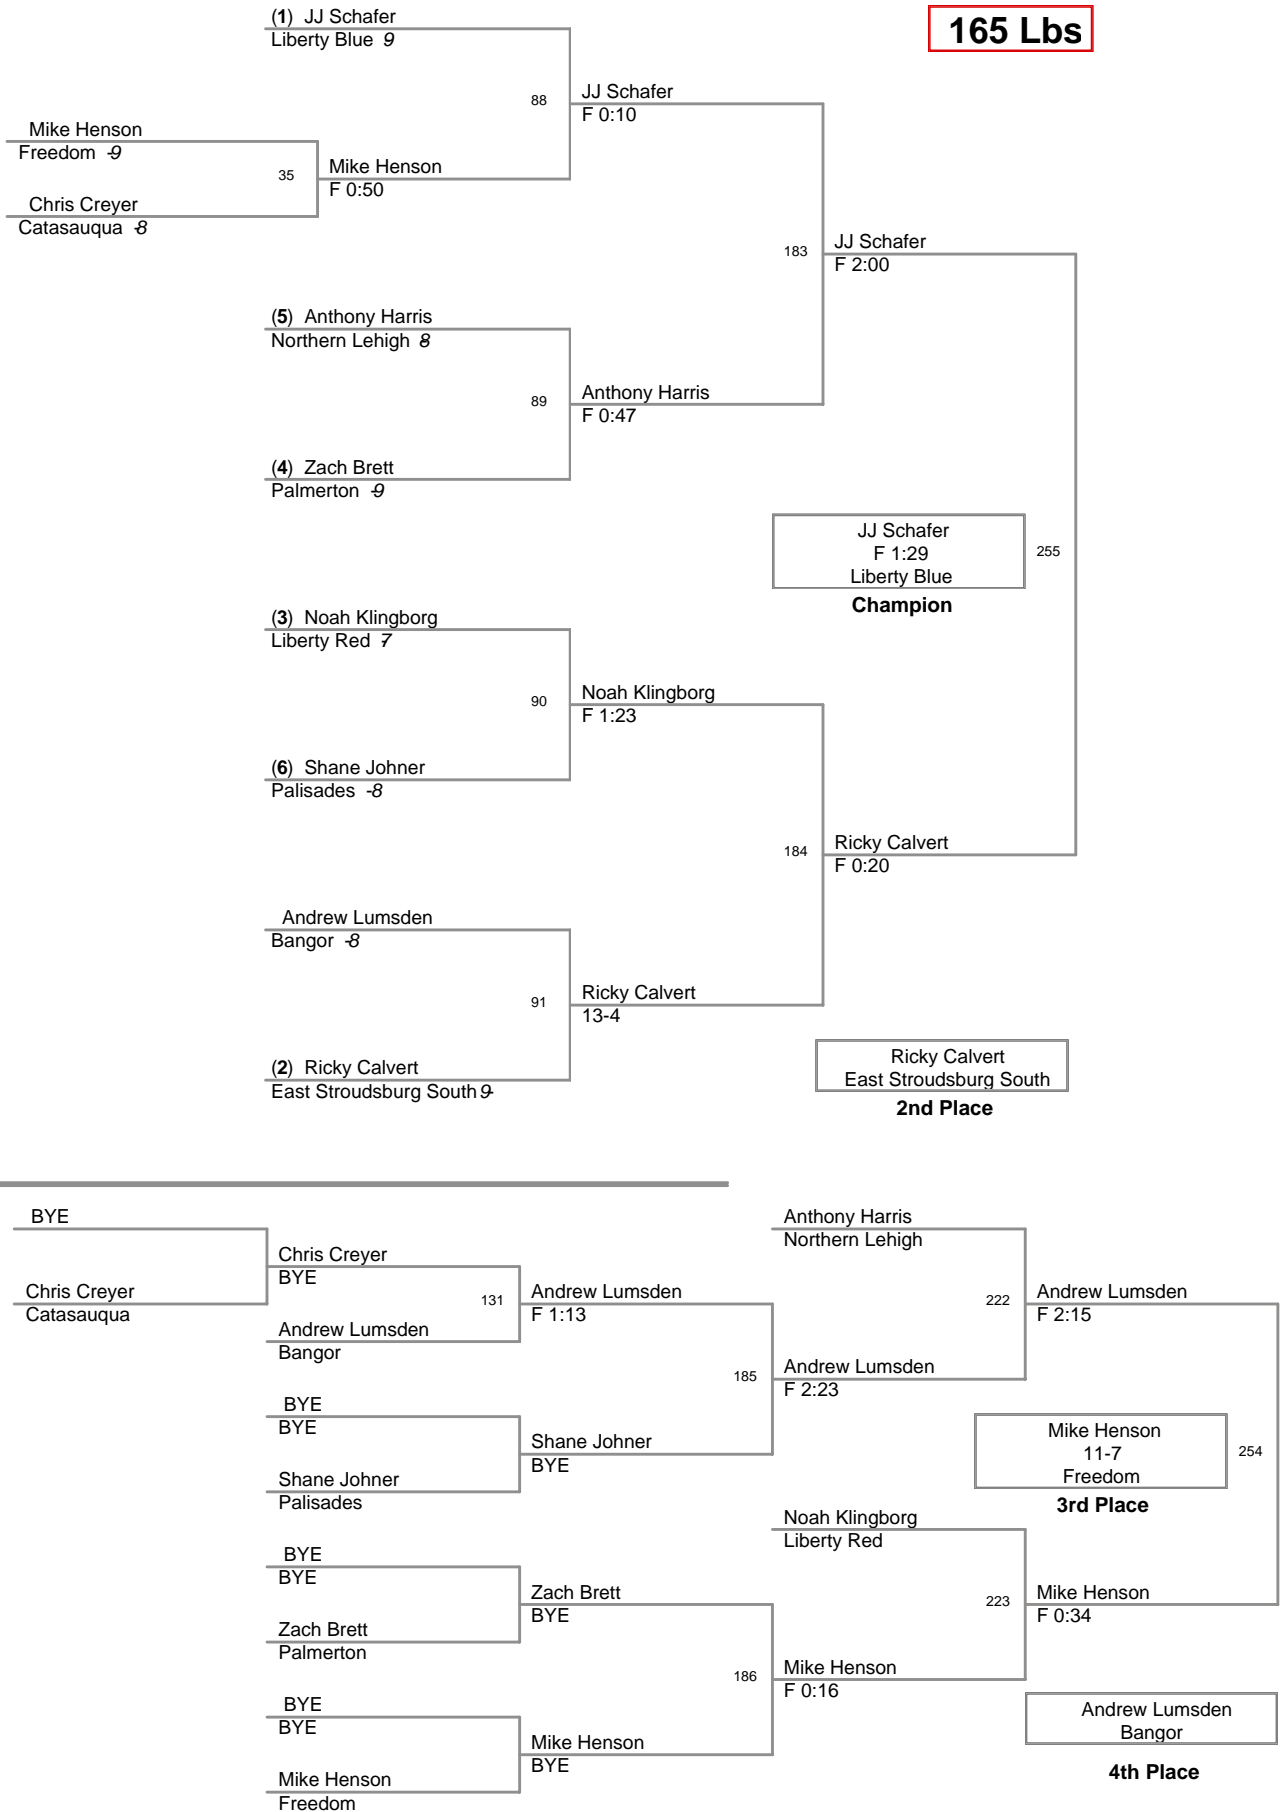 165 Lbs
(1) JJ Schafer
Liberty Blue 9
88
JJ Schafer
F 0:10
Mike Henson
Freedom -9
35
Mike Henson
F 0:50
Chris Creyer
Catasauqua -8
183
JJ Schafer
F 2:00
(5) Anthony Harris
Northern Lehigh 8
89
Anthony Harris
F 0:47
(4) Zach Brett
Palmerton -9
JJ Schafer
F 1:29
Liberty Blue
Champion
255
(3) Noah Klingborg
Liberty Red 7
90
Noah Klingborg
F 1:23
(6) Shane Johner
Palisades -8
184
Ricky Calvert
F 0:20
Andrew Lumsden
Bangor -8
91
Ricky Calvert
13-4
(2) Ricky Calvert
East Stroudsburg South 9-
Ricky Calvert
East Stroudsburg South
2nd Place
BYE
Chris Creyer
BYE
Chris Creyer
Catasauqua
131
Andrew Lumsden
F 1:13
Andrew Lumsden
Bangor
185
Andrew Lumsden
F 2:23
BYE
BYE
Shane Johner
BYE
Shane Johner
Palisades
Anthony Harris
Northern Lehigh
222
Andrew Lumsden
F 2:15
Mike Henson
11-7
Freedom
3rd Place
254
BYE
BYE
Zach Brett
BYE
Zach Brett
Palmerton
186
Mike Henson
F 0:16
BYE
BYE
Mike Henson
BYE
Mike Henson
Freedom
Noah Klingborg
Liberty Red
223
Mike Henson
F 0:34
Andrew Lumsden
Bangor
4th Place